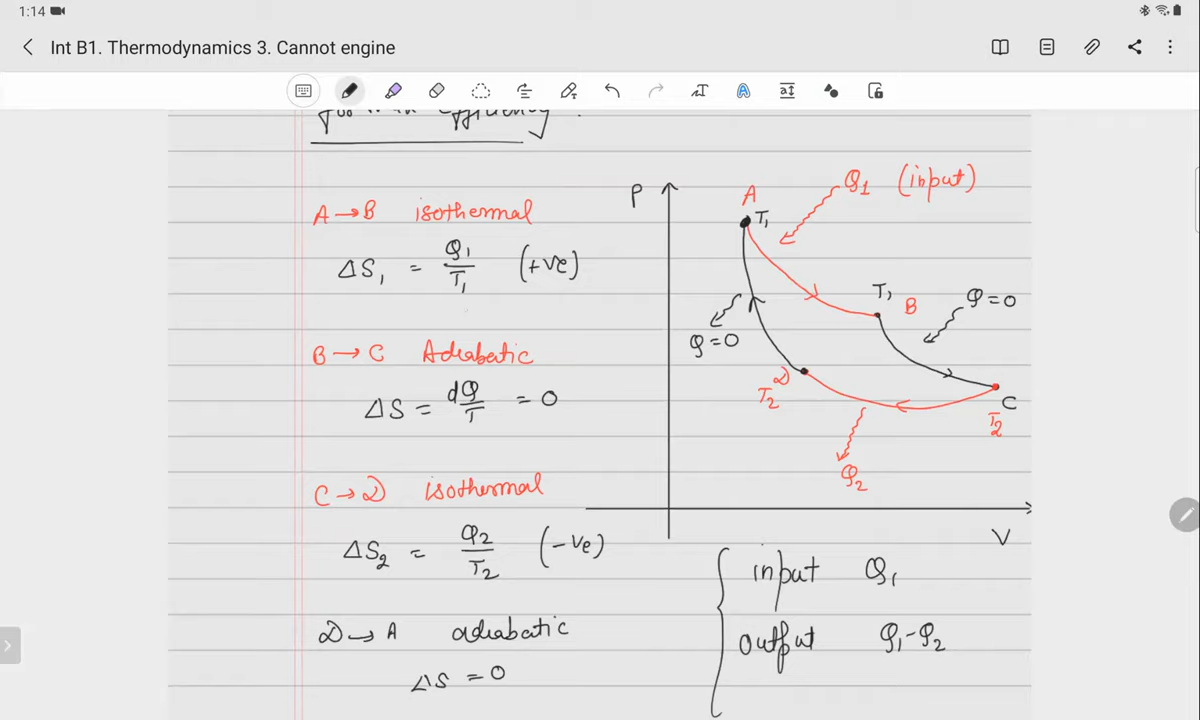 1:14
Int B1. Thermodynamics 3. Cannot engine
efficiency
A → B isothermal
ΔS₁ = Q₁/T₁ (+ve)
B → C Adiabatic
ΔS = dQ/T = 0
C → D isothermal
ΔS₂ = Q₂/T₂ (-ve)
D → A adiabatic
ΔS = 0
P
A
T₁
Q₁ (input)
T₁ B
Q=0
Q=0
D
T₂
C
T₂
Q₂
V
input Q₁
output Q₁-Q₂